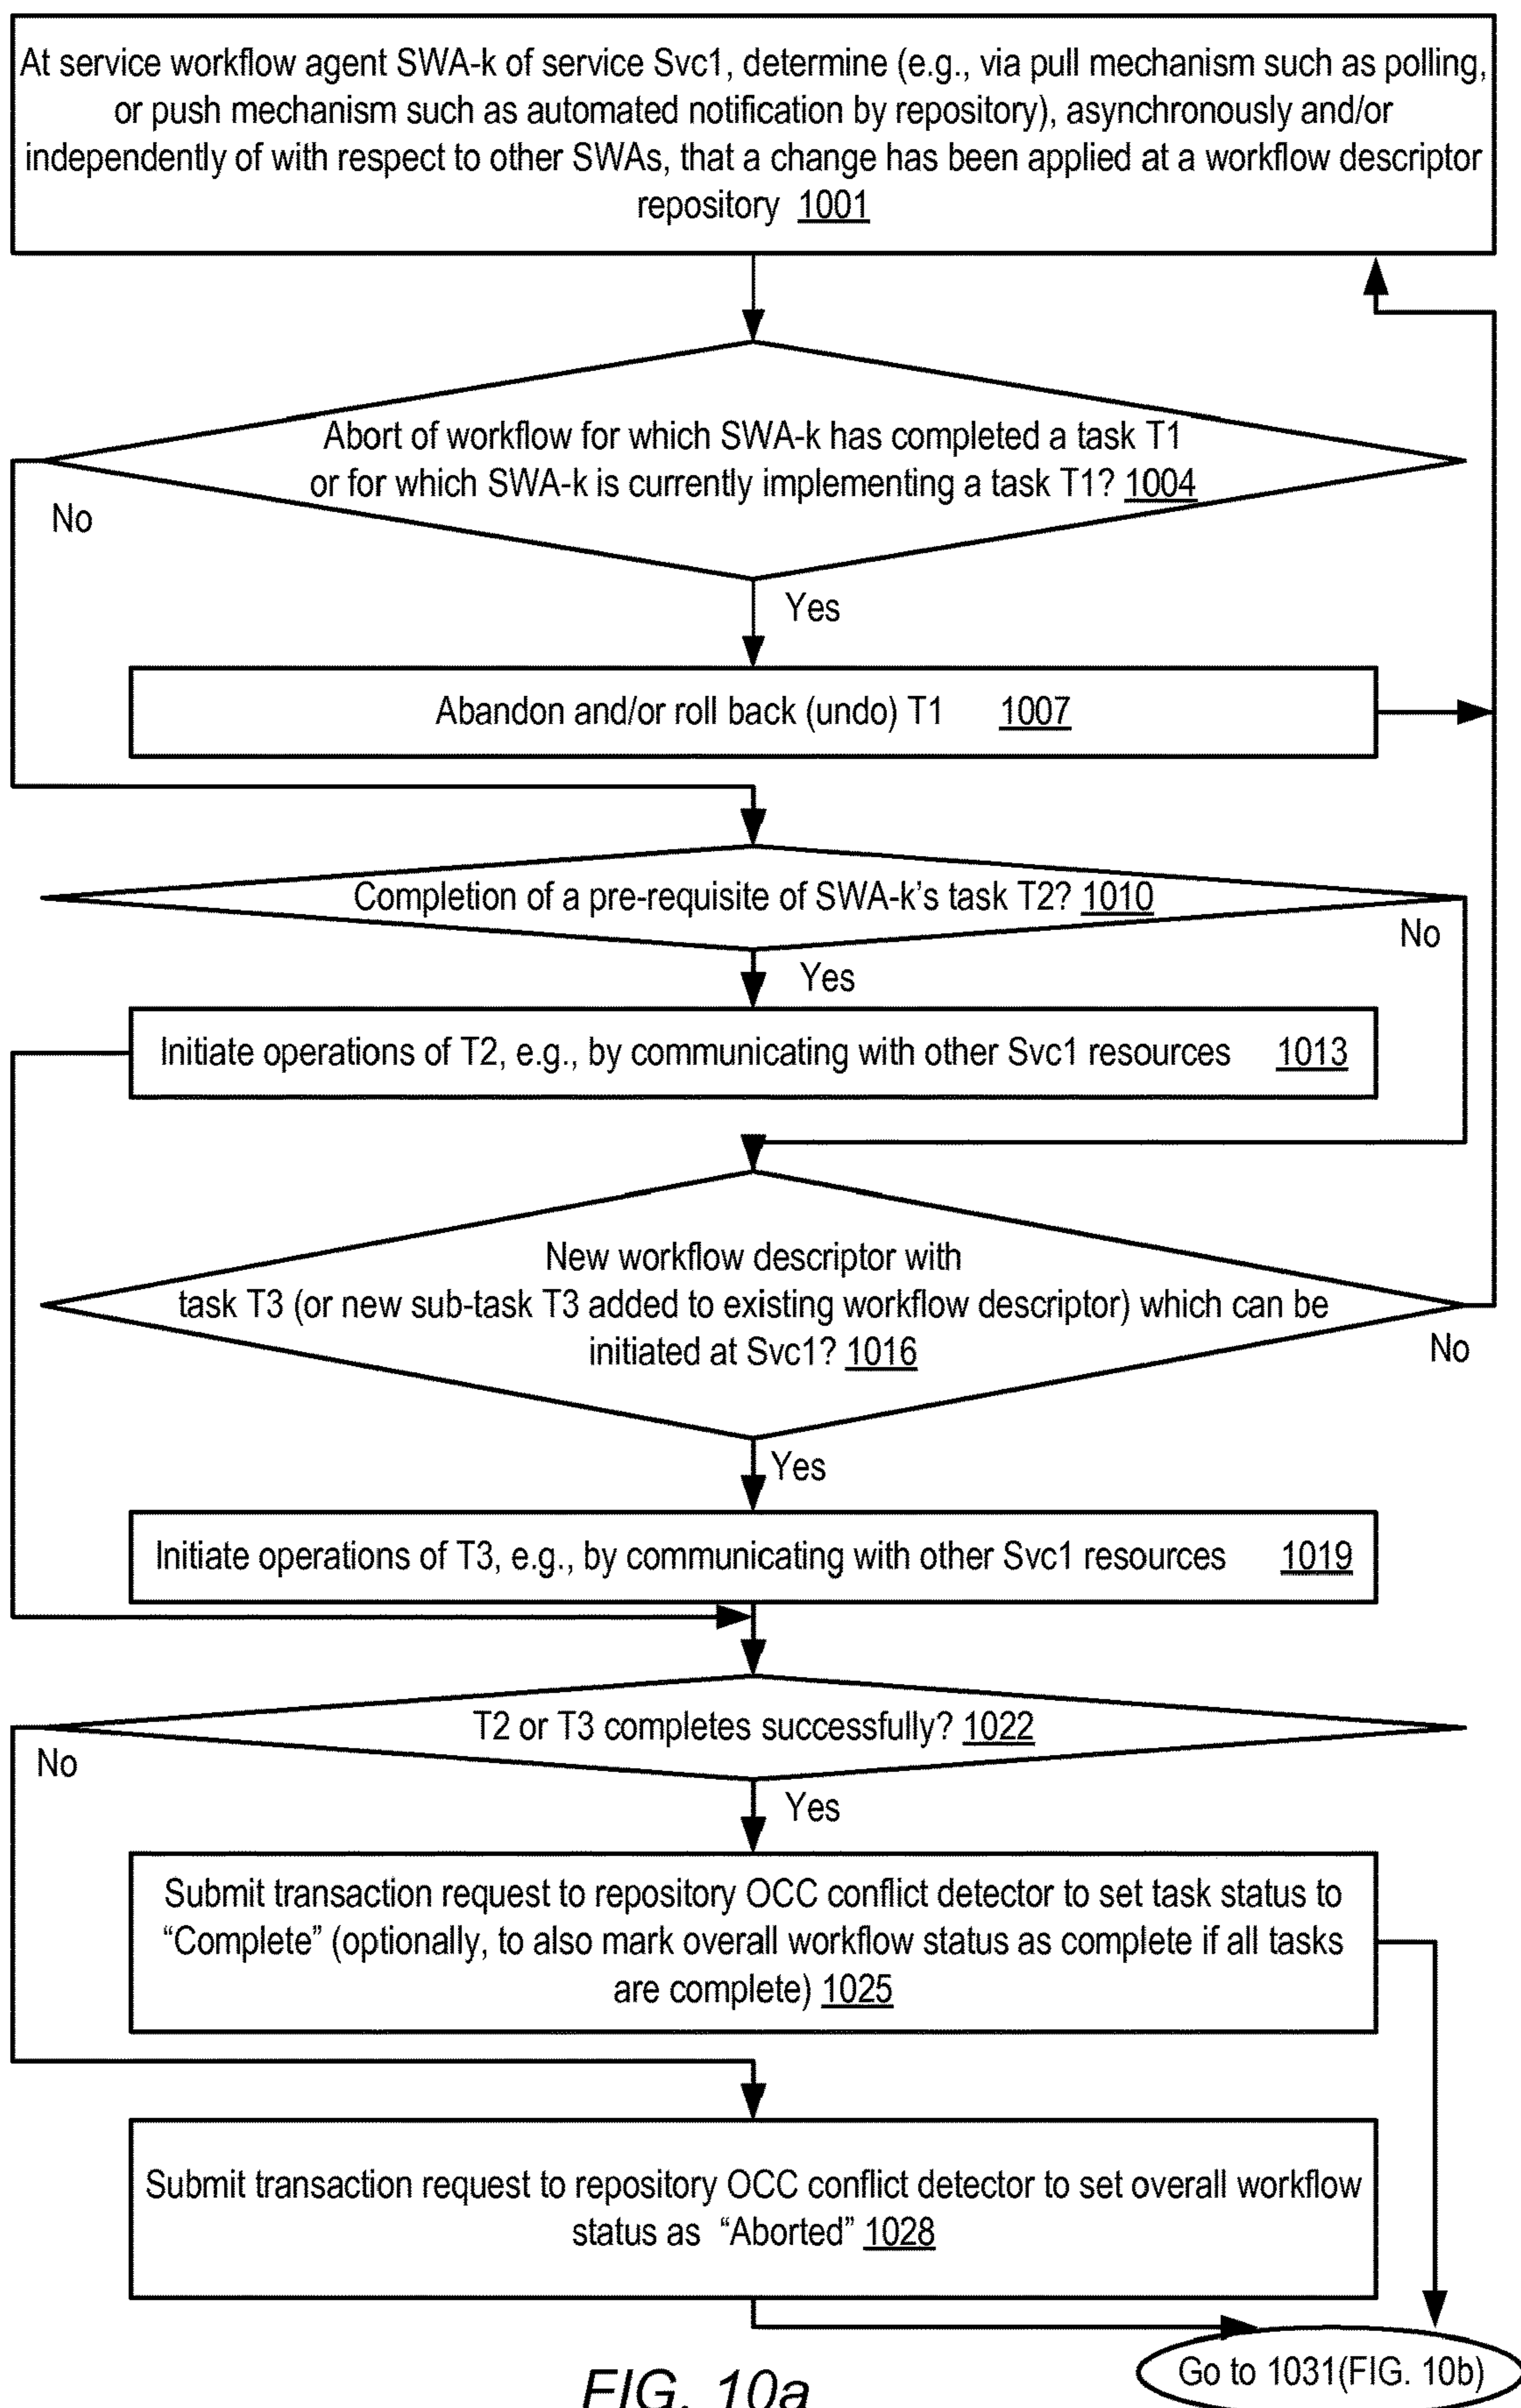 At service workflow agent SWA-k of service Svc1, determine (e.g., via pull mechanism such as polling,
or push mechanism such as automated notification by repository), asynchronously and/or
independently of with respect to other SWAs, that a change has been applied at a workflow descriptor
repository 1001
Abort of workflow for which SWA-k has completed a task T1
or for which SWA-k is currently implementing a task T1? 1004
No
Yes
Abandon and/or roll back (undo) T1 1007
Completion of a pre-requisite of SWA-k's task T2? 1010
No
Yes
Initiate operations of T2, e.g., by communicating with other Svc1 resources 1013
New workflow descriptor with
task T3 (or new sub-task T3 added to existing workflow descriptor) which can be
initiated at Svc1? 1016
No
Yes
Initiate operations of T3, e.g., by communicating with other Svc1 resources 1019
T2 or T3 completes successfully? 1022
No
Yes
Submit transaction request to repository OCC conflict detector to set task status to
“Complete” (optionally, to also mark overall workflow status as complete if all tasks
are complete) 1025
Submit transaction request to repository OCC conflict detector to set overall workflow
status as “Aborted” 1028
Go to 1031(FIG. 10b)
FIG. 10a